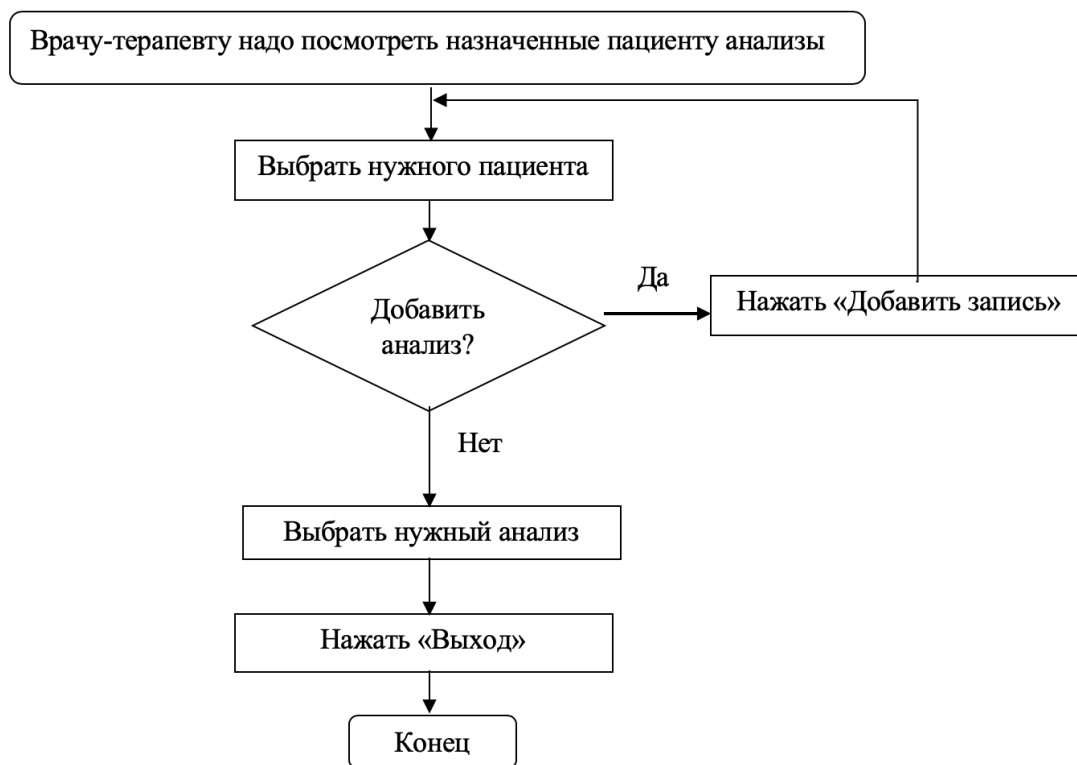 Врачу-терапевту надо посмотреть назначенные пациенту анализы
Выбрать нужного пациента
Да
Нажать «Добавить запись»
Добавить
анализ?
Нет
Выбрать нужный анализ
Нажать «Выход»
Конец